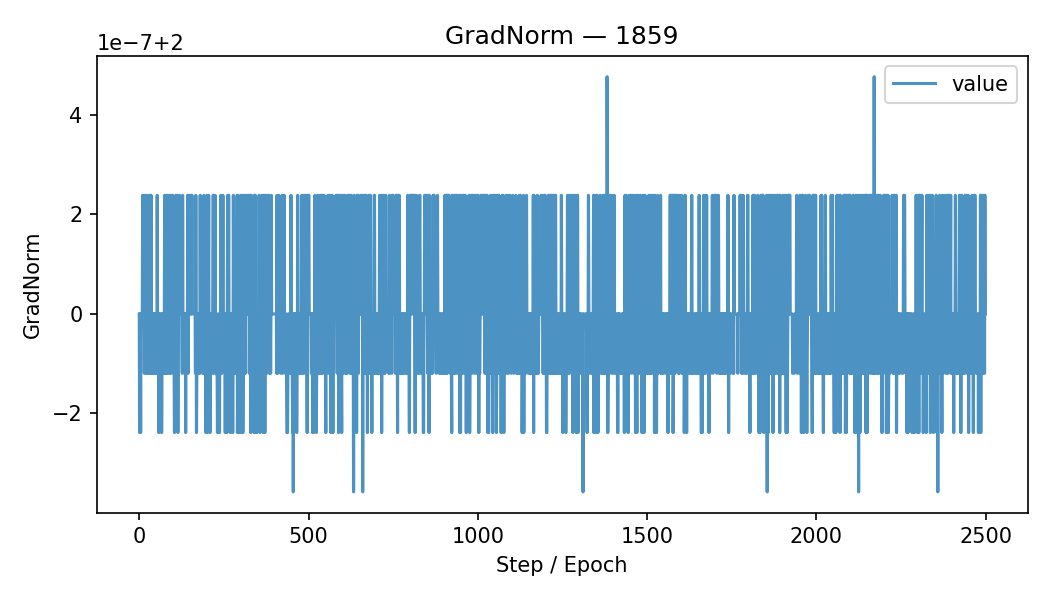 GradNorm — 1859
1e−7+2
value
4
2
0
−2
GradNorm
0 500 1000 1500 2000 2500
Step / Epoch